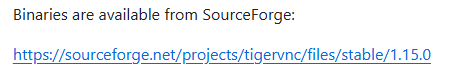 Binaries are available from SourceForge:
https://sourceforge.net/projects/tigervnc/files/stable/1.15.0